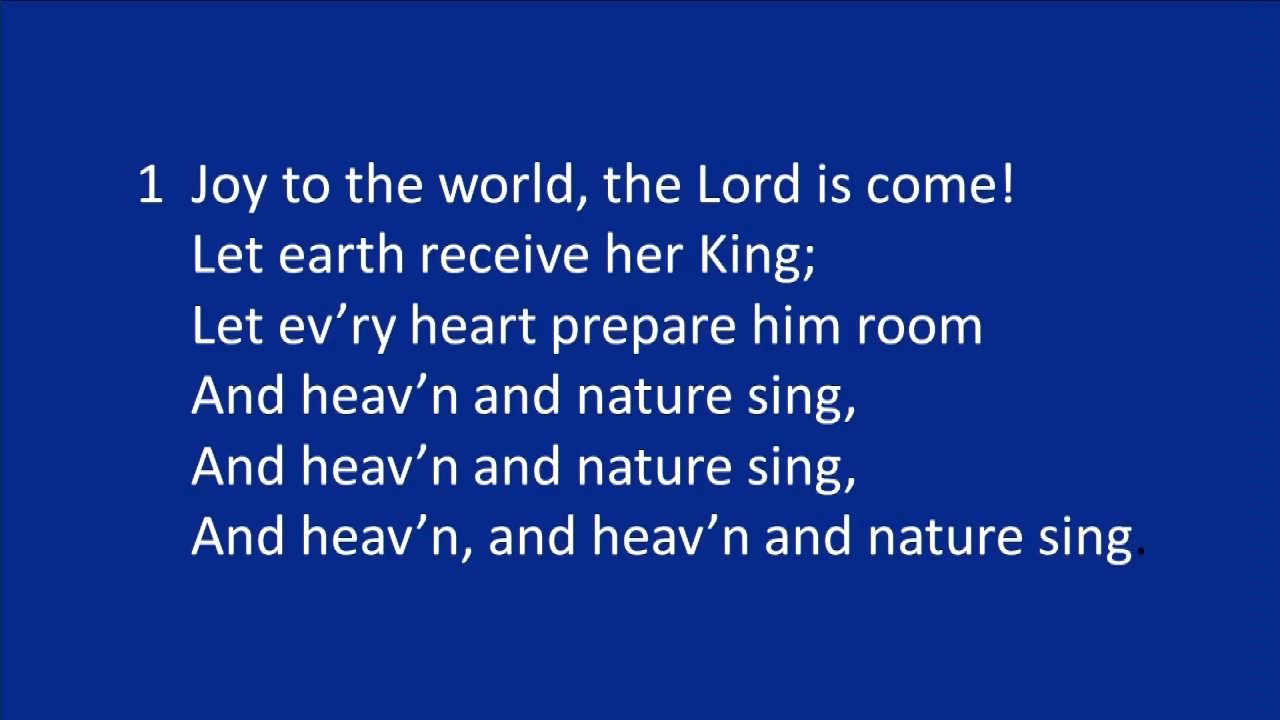 1 Joy to the world, the Lord is come!
Let earth receive her King;
Let ev’ry heart prepare him room
And heav’n and nature sing,
And heav’n and nature sing,
And heav’n, and heav’n and nature sing.